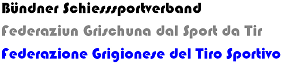 Bündner Schiesssportverband
Federaziun Grischuna dal Sport da Tir
Federazione Grigionese del Tiro Sportivo